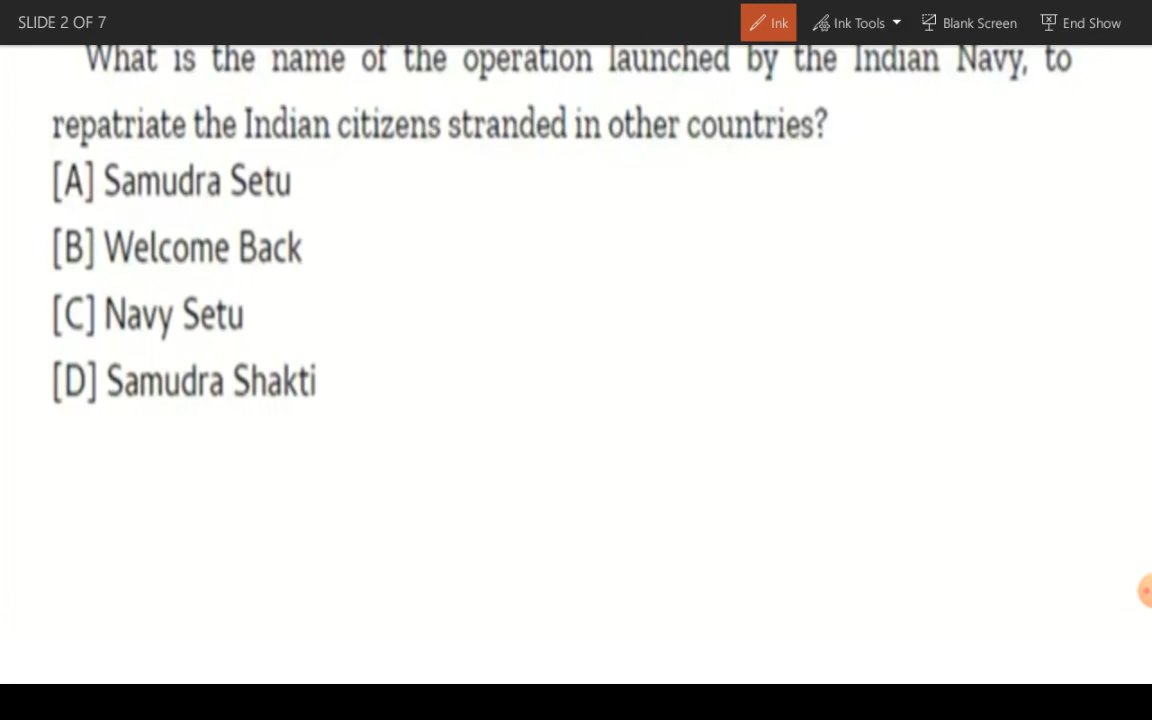 SLIDE 2 OF 7
Ink
Ink Tools
Blank Screen
End Show
What is the name of the operation launched by the Indian Navy, to
repatriate the Indian citizens stranded in other countries?
[A] Samudra Setu
[B] Welcome Back
[C] Navy Setu
[D] Samudra Shakti